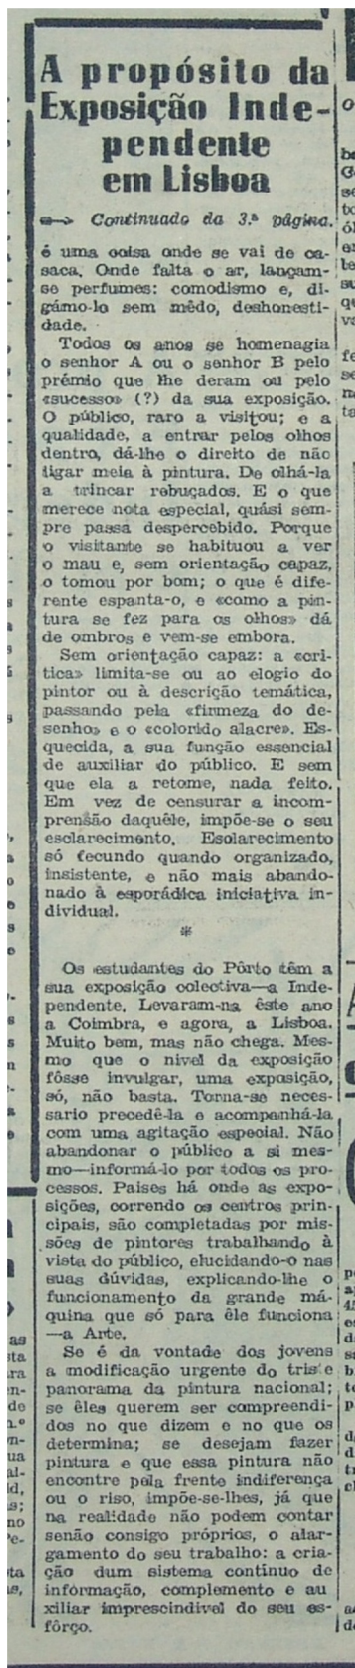 A propósito da
Exposição Inde-
pendente
em Lisboa
Continuado da 3.ª página.
é uma coisa onde se vai de ca-
saca. Onde falta o ar, lançam-
se perfumes: comodismo e, di-
gâmo-lo sem mêdo, deshonesti-
dade.
Todos os anos se homenagia
o senhor A ou o senhor B pelo
prémio que lhe deram ou pelo
«sucesso» (?) da sua exposição.
O público, raro a visitou; e a
qualidade, a entrar pelos olhos
dentro, dá-lhe o direito de não
ligar meia à pintura. De olhá-la
a trincar rebuçados. E o que
merece nota especial, quási sem-
pre passa despercebido. Porque
o visitante se habituou a ver
o mau e, sem orientação capaz,
o tomou por bom; o que é dife-
rente espanta-o, e «como a pin-
tura se fez para os olhos» dá
de ombros e vem-se embora.
Sem orientação capaz: a «crí-
tica» limita-se ou ao elogio do
pintor ou à descrição temática,
passando pela «firmeza do de-
senho» e o «colorido alacre». Es-
quecida, a sua função essencial
de auxiliar do público. E sem
que ela a retome, nada feito.
Em vez de censurar a incom-
prensão daquêle, impõe-se o seu
esclarecimento. Esclarecimento
só fecundo quando organizado,
insistente, e não mais abando-
nado à esporádica iniciativa in-
dividual.
*
Os estudantes do Pôrto têm a
sua exposição colectiva—a Inde-
pendente. Levaram-na êste ano
a Coimbra, e agora, a Lisboa.
Muito bem, mas não chega. Mes-
mo que o nivel da exposição
fôsse invulgar, uma exposição,
só, não basta. Torna-se neces-
sario precedê-la e acompanhá-la
com uma agitação especial. Não
abandonar o público a si mes-
mo—informá-lo por todos os pro-
cessos. Paises há onde as expo-
sições, correndo os centros prin-
cipais, são completadas por mis-
sões de pintores trabalhando à
vista do público, elucidando-o nas
suas dúvidas, explicando-lhe o
funcionamento da grande má-
quina que só para êle funciona
—a Arte.
Se é da vontade dos jovens
a modificação urgente do triste
panorama da pintura nacional;
se êles querem ser compreendi-
dos no que dizem e no que os
determina; se desejam fazer
pintura e que essa pintura não
encontre pela frente indiferença
ou o riso, impõe-se-lhes, já que
na realidade não podem contar
senão consigo próprios, o alar-
gamento do seu trabalho: a cria-
ção dum sistema contínuo de
informação, complemento e au
xiliar imprescindivel do seu es-
fôrço.